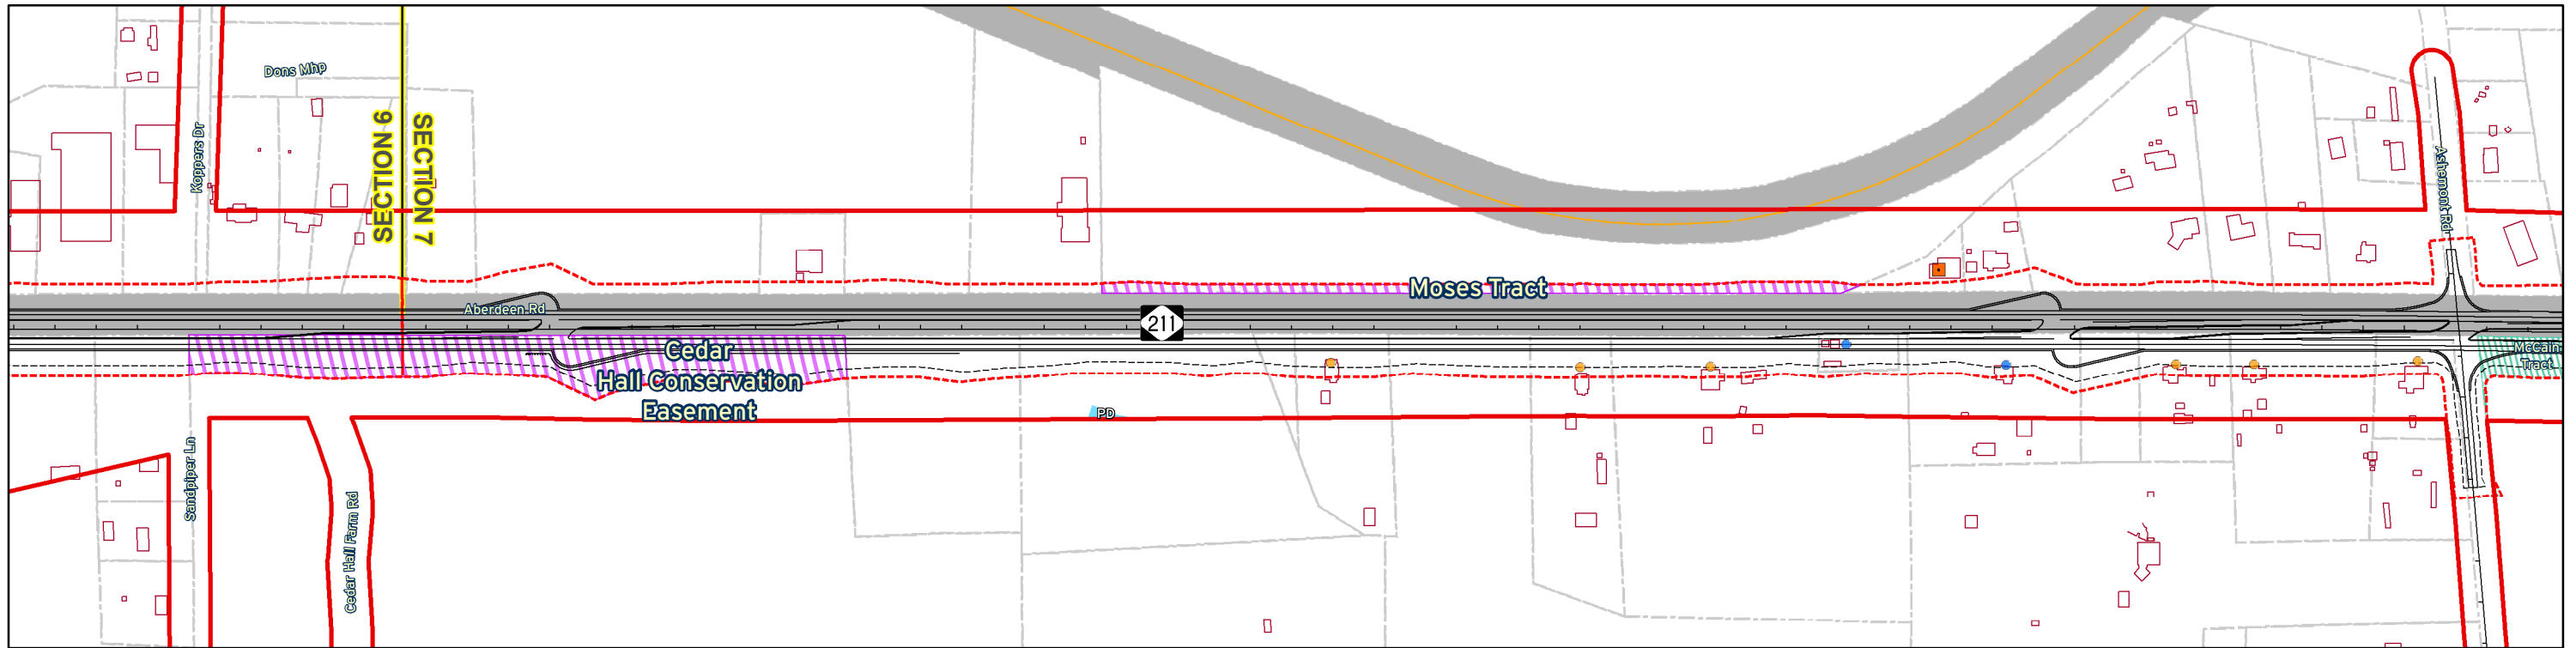 Dons Mhp
Koppers Dr
SECTION 6
SECTION 7
Ashemont Rd
Moses Tract
Aberdeen Rd
211
Cedar
Hall Conservation
Easement
McCain
Tract
PD
Sandpiper Ln
Cedar Hall Farm Rd